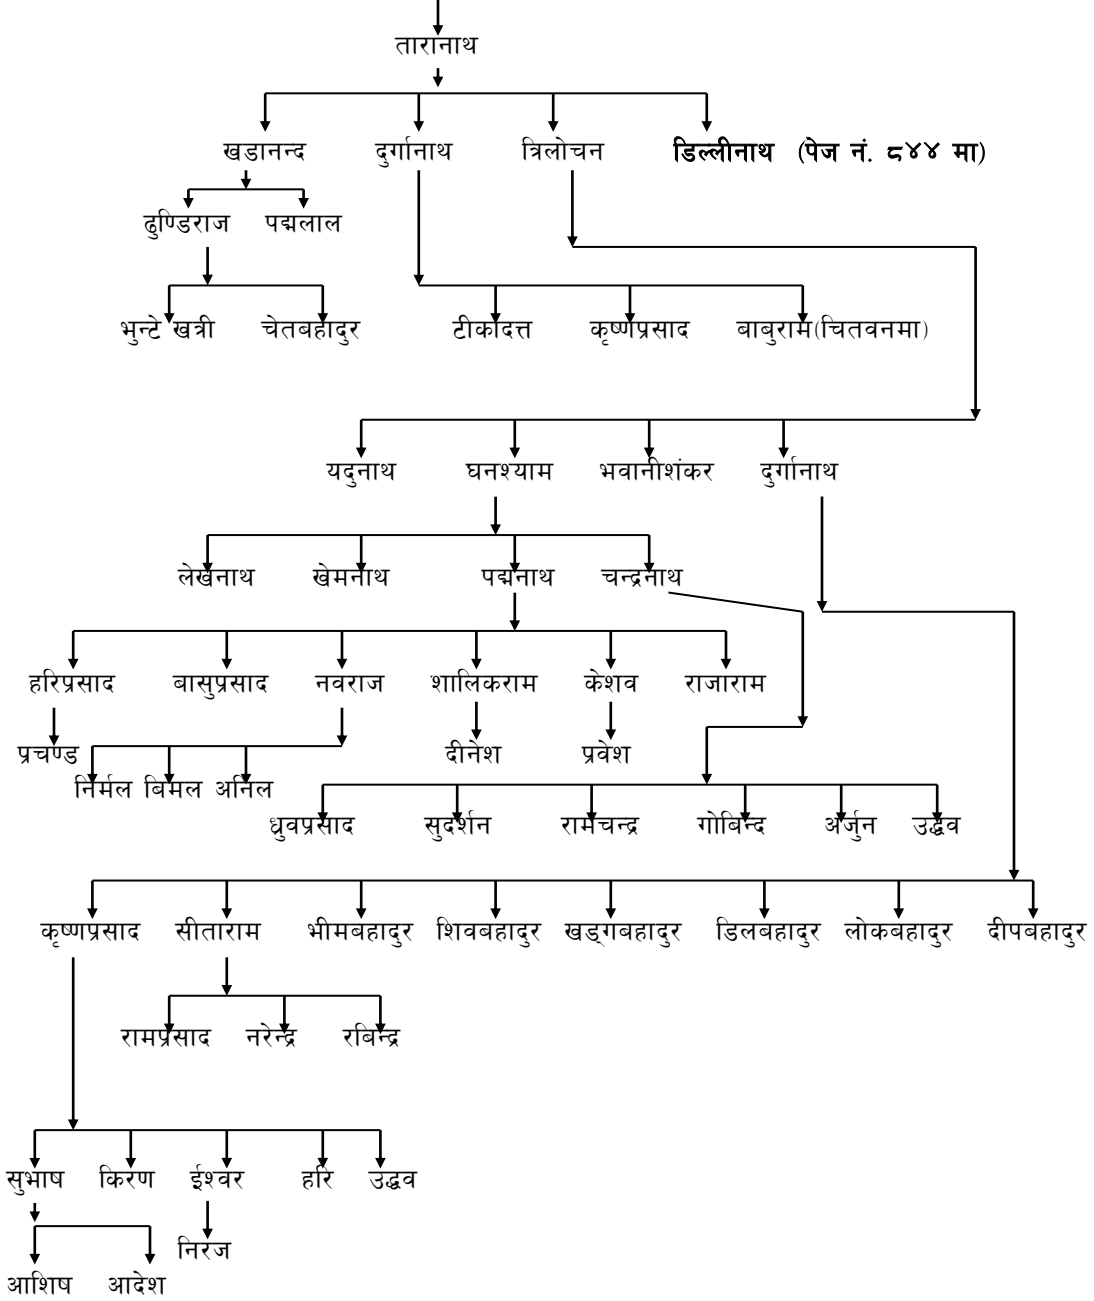 तारानाथ
खडानन्द दुर्गानाथ त्रिलोचन डिल्लीनाथ (पेज नं. ८४४ मा)
ढुण्डिराज पद्मलाल
भुन्टे खत्री चेतबहादुर टीकादत्त कृष्णप्रसाद बाबुराम(चितवनमा)
यदुनाथ घनश्याम भवानीशंकर दुर्गानाथ
लेखनाथ खेमनाथ पद्मनाथ चन्द्रनाथ
हरिप्रसाद बासुप्रसाद नवराज शालिकराम केशव राजाराम
प्रचण्ड दीनेश प्रवेश
निर्मल बिमल अनिल
ध्रुवप्रसाद सुदर्शन रामचन्द्र गोबिन्द अर्जुन उद्धव
कृष्णप्रसाद सीताराम भीमबहादुर शिवबहादुर खड्गबहादुर डिलबहादुर लोकबहादुर दीपबहादुर
रामप्रसाद नरेन्द्र रबिन्द्र
सुभाष किरण ईश्वर हरि उद्धव
निरज
आशिष आदेश